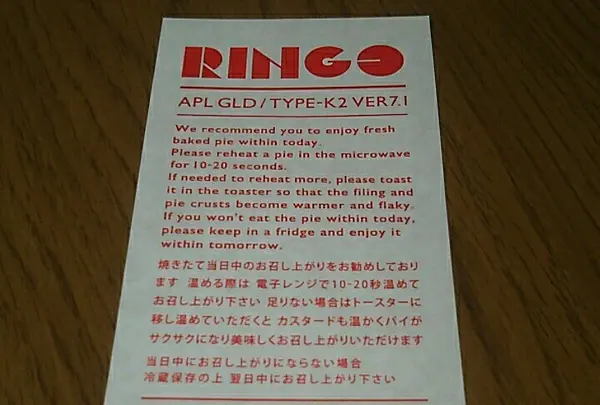 RINGO
APL GLD/TYPE-K2 VER7.1
We recommend you to enjoy fresh
baked pie within today.
Please reheat a pie in the microwave
for 10-20 seconds.
If needed to reheat more, please toast
it in the toaster so that the filing and
pie crusts become warmer and flaky.
If you won't eat the pie within today,
please keep in a fridge and enjoy it
within tomorrow.
焼きたて当日中のお召し上がりをお勧めしており
ます 温める際は 電子レンジで10-20秒温めて
お召し上がり下さい 足りない場合はトースターに
移し温めていただくと カスタードも温かくパイが
サクサクになり美味しくお召し上がりいただけます
当日中にお召し上がりにならない場合
冷蔵保存の上 翌日中にお召し上がり下さい